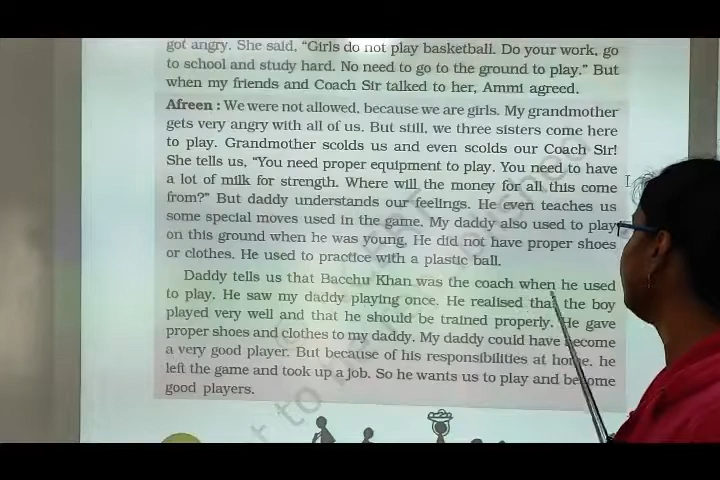 got angry. She said, “Girls do not play basketball. Do your work, go
to school and study hard. No need to go to the ground to play.” But
when my friends and Coach Sir talked to her, Ammi agreed.
Afreen : We were not allowed, because we are girls. My grandmother
gets very angry with all of us. But still, we three sisters come here
to play. Grandmother scolds us and even scolds our Coach Sir!
She tells us, “You need proper equipment to play. You need to have
a lot of milk for strength. Where will the money for all this come
from?” But daddy understands our feelings. He even teaches us
some special moves used in the game. My daddy also used to play
on this ground when he was young. He did not have proper shoes
or clothes. He used to practice with a plastic ball.
Daddy tells us that Bacchu Khan was the coach when he used
to play. He saw my daddy playing once. He realised that the boy
played very well and that he should be trained properly. He gave
proper shoes and clothes to my daddy. My daddy could have become
a very good player. But because of his responsibilities at home, he
left the game and took up a job. So he wants us to play and become
good players.